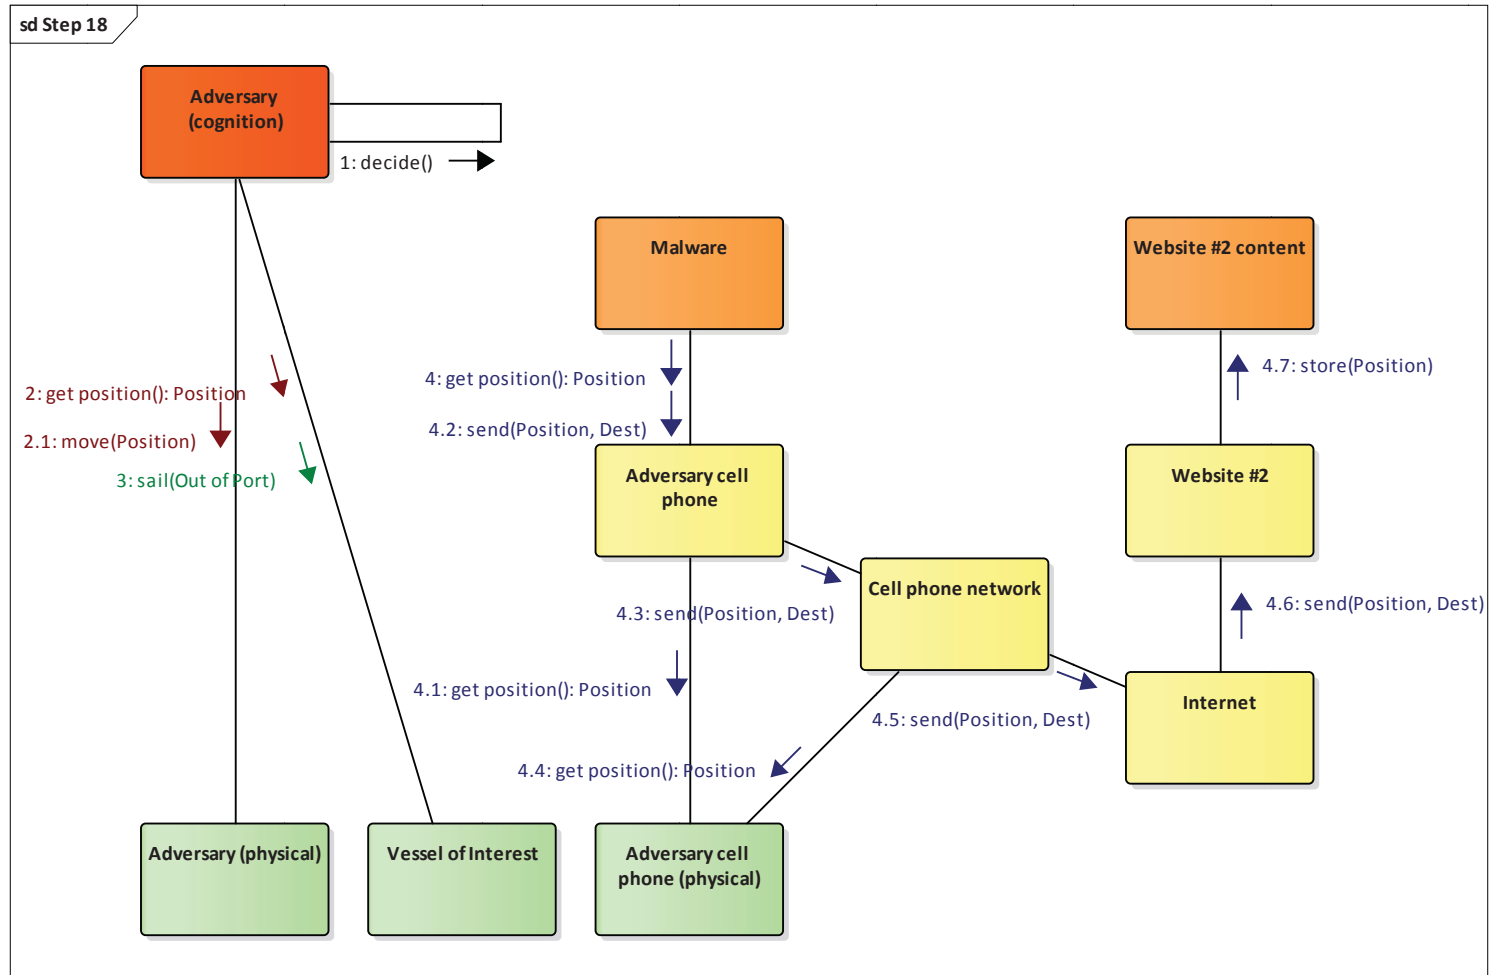 sd Step 18
Adversary
(cognition)
1: decide()
Malware
Website #2 content
2: get position(): Position
2.1: move(Position)
3: sail(Out of Port)
4: get position(): Position
4.2: send(Position, Dest)
4.7: store(Position)
Adversary cell
phone
Website #2
Cell phone network
4.3: send(Position, Dest)
4.6: send(Position, Dest)
4.1: get position(): Position
4.5: send(Position, Dest)
Internet
4.4: get position(): Position
Adversary (physical)
Vessel of Interest
Adversary cell
phone (physical)